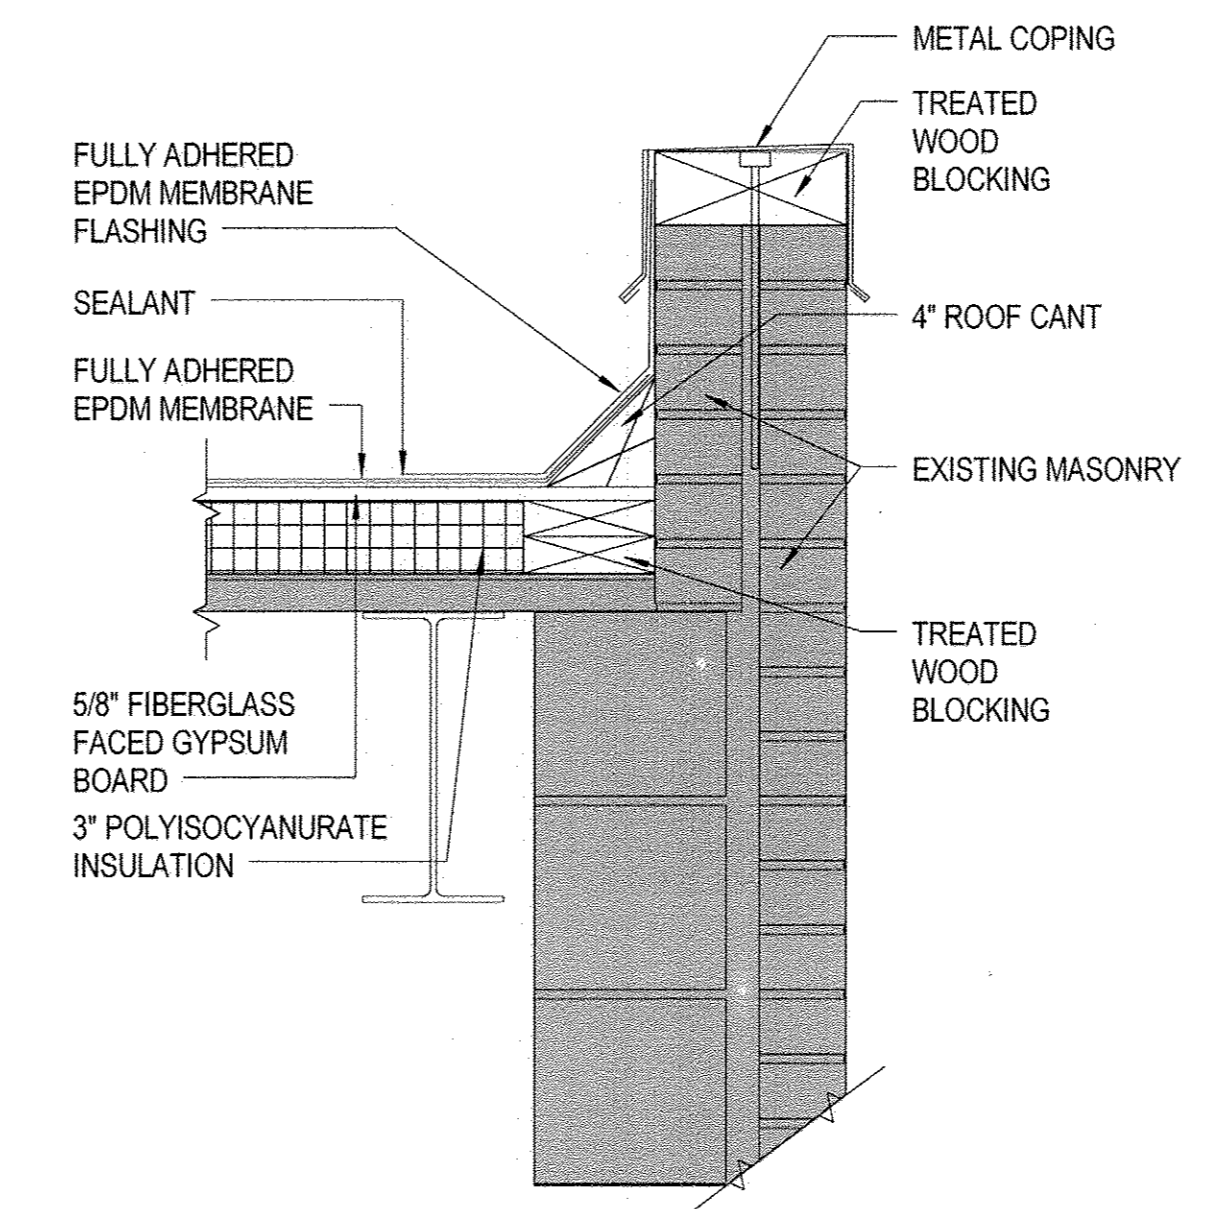 METAL COPING
TREATED
WOOD
BLOCKING
FULLY ADHERED
EPDM MEMBRANE
FLASHING
SEALANT
4" ROOF CANT
FULLY ADHERED
EPDM MEMBRANE
EXISTING MASONRY
TREATED
WOOD
BLOCKING
5/8" FIBERGLASS
FACED GYPSUM
BOARD
3" POLYISOCYANURATE
INSULATION